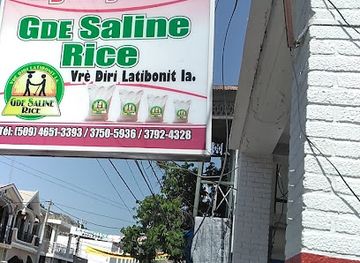 GDE SALINE
RICE
Vrè Diri Latibonit la.
GDE SALINE
RICE
Tél: (509) 4651-3393 / 3750-5936 / 3792-4328